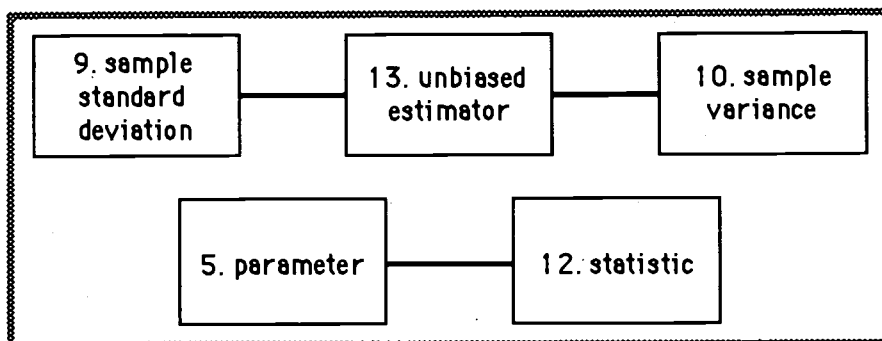 9. sample
standard
deviation
13. unbiased
estimator
10. sample
variance
5. parameter
12. statistic